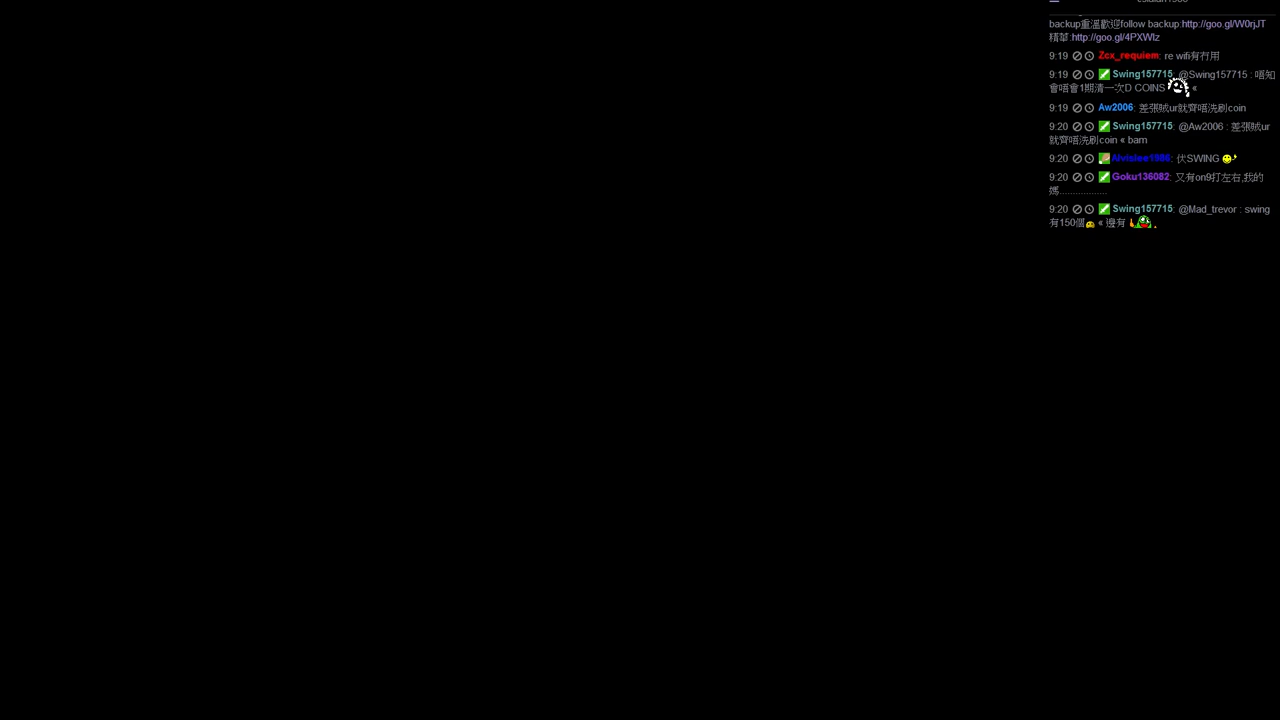 backup重溫歡迎follow backup:http://goo.gl/W0rjJT
精華:http://goo.gl/4PXWlz
9:19 Zcx_requiem: re wifi有冇用
9:19 Swing157715: @Swing157715 : 唔知
會唔會1期清一次D COINS «
9:19 Aw2006: 差張賊ur就齊唔洗刷coin
9:20 Swing157715: @Aw2006 : 差張賊ur
就齊唔洗刷coin « bam
9:20 Alvislee1986: 伏SWING
9:20 Goku136082: 又有on9打左右,我的
媽..................
9:20 Swing157715: @Mad_trevor : swing
有150個 « 邊有